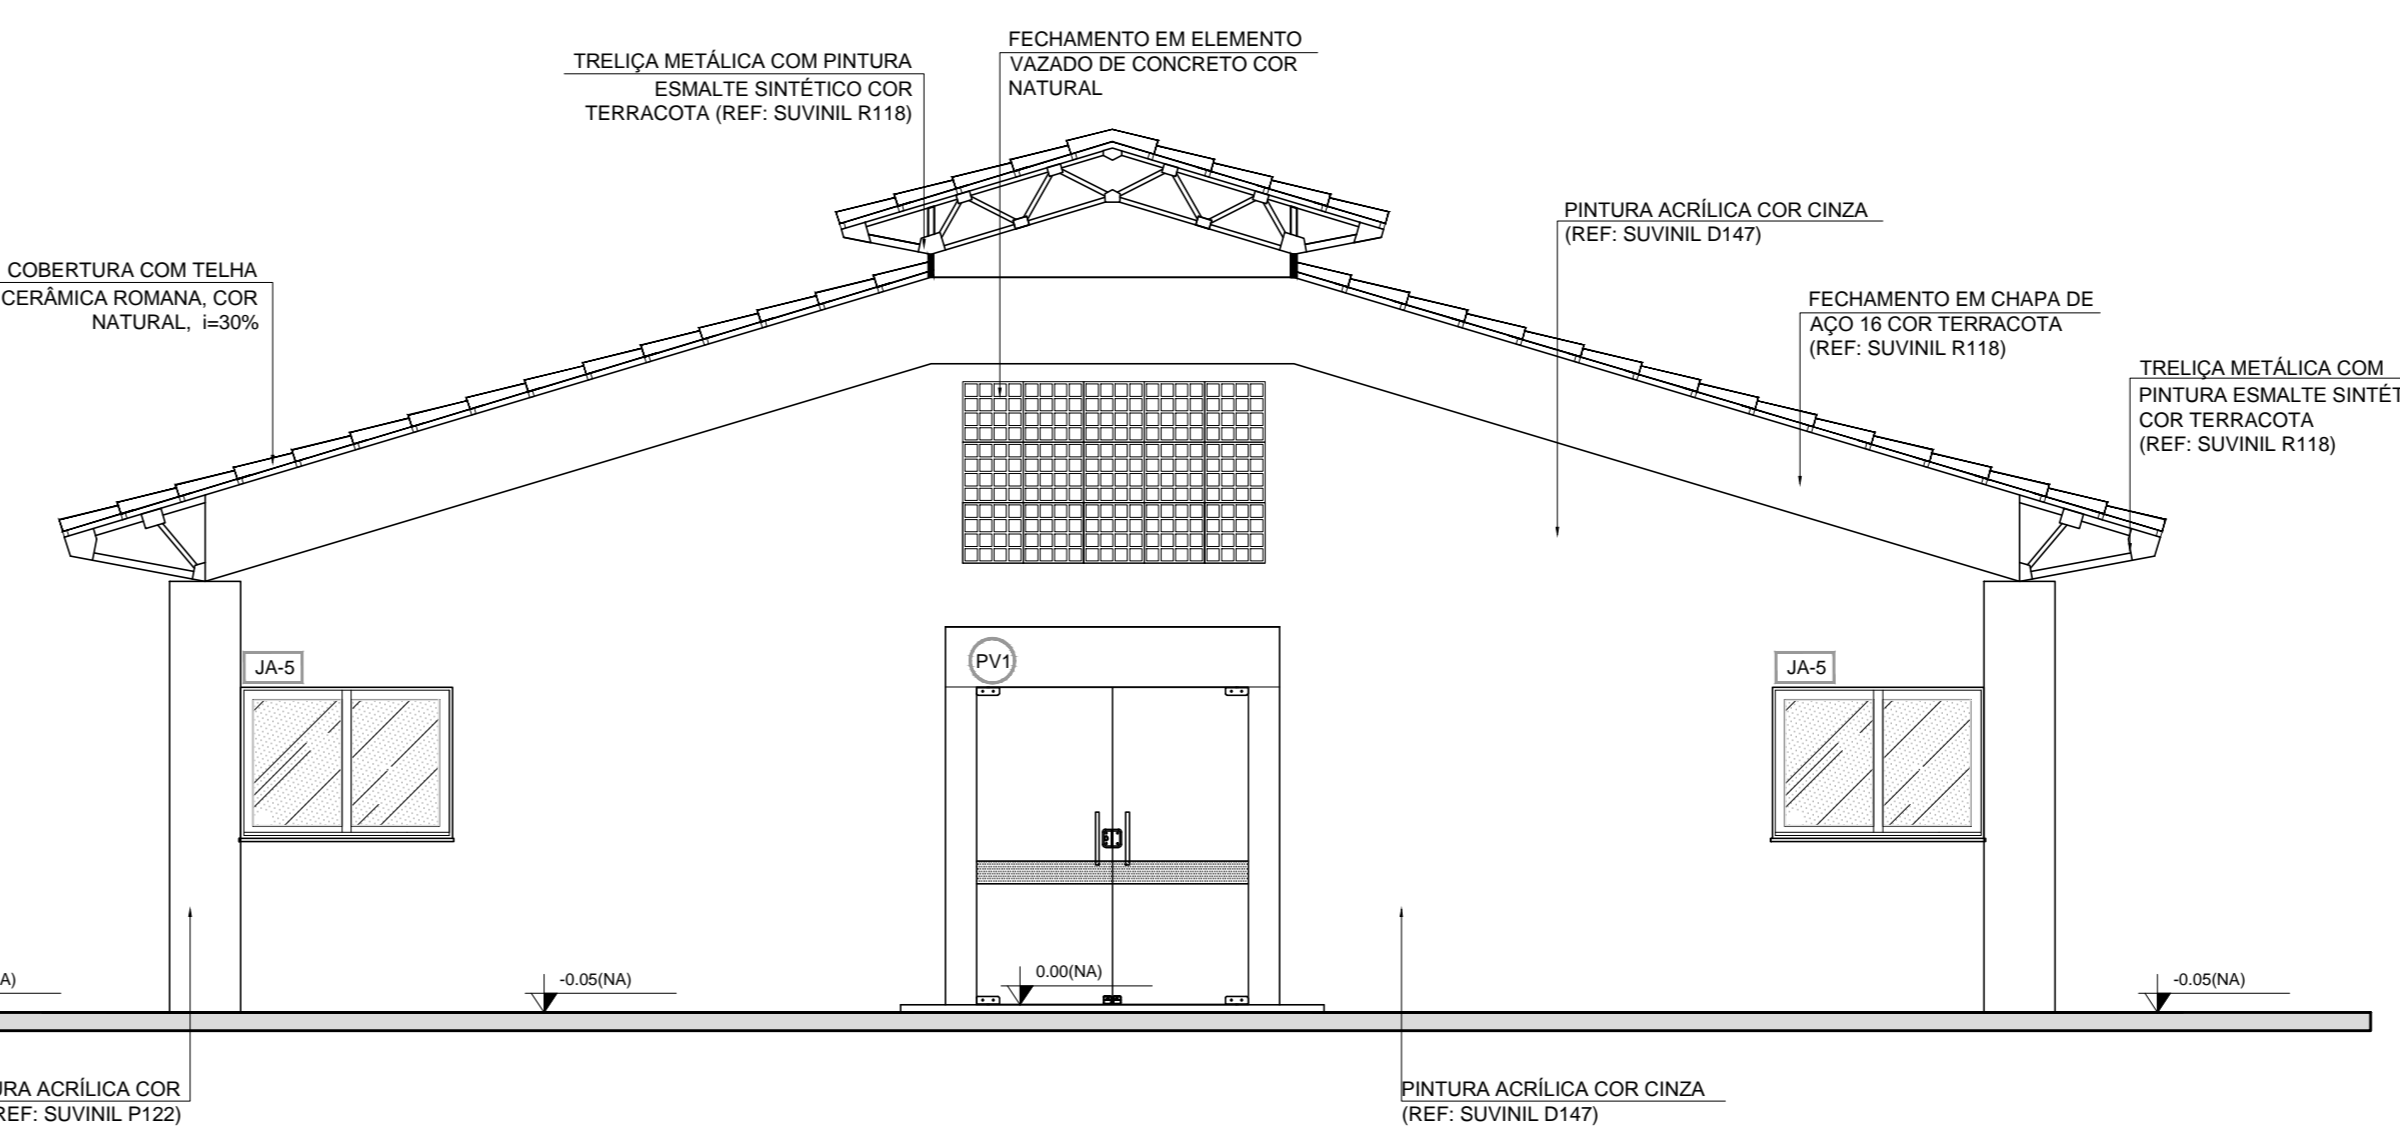 FECHAMENTO EM ELEMENTO
VAZADO DE CONCRETO COR
NATURAL
TRELIÇA METÁLICA COM PINTURA
ESMALTE SINTÉTICO COR
TERRACOTA (REF: SUVINIL R118)
PINTURA ACRÍLICA COR CINZA
(REF: SUVINIL D147)
COBERTURA COM TELHA
CERÂMICA ROMANA, COR
NATURAL, i=30%
FECHAMENTO EM CHAPA DE
AÇO 16 COR TERRACOTA
(REF: SUVINIL R118)
TRELIÇA METÁLICA COM
PINTURA ESMALTE SINTÉT
COR TERRACOTA
(REF: SUVINIL R118)
JA-5
PV1
JA-5
A)
-0.05(NA)
0.00(NA)
-0.05(NA)
URA ACRÍLICA COR
REF: SUVINIL P122)
PINTURA ACRÍLICA COR CINZA
(REF: SUVINIL D147)